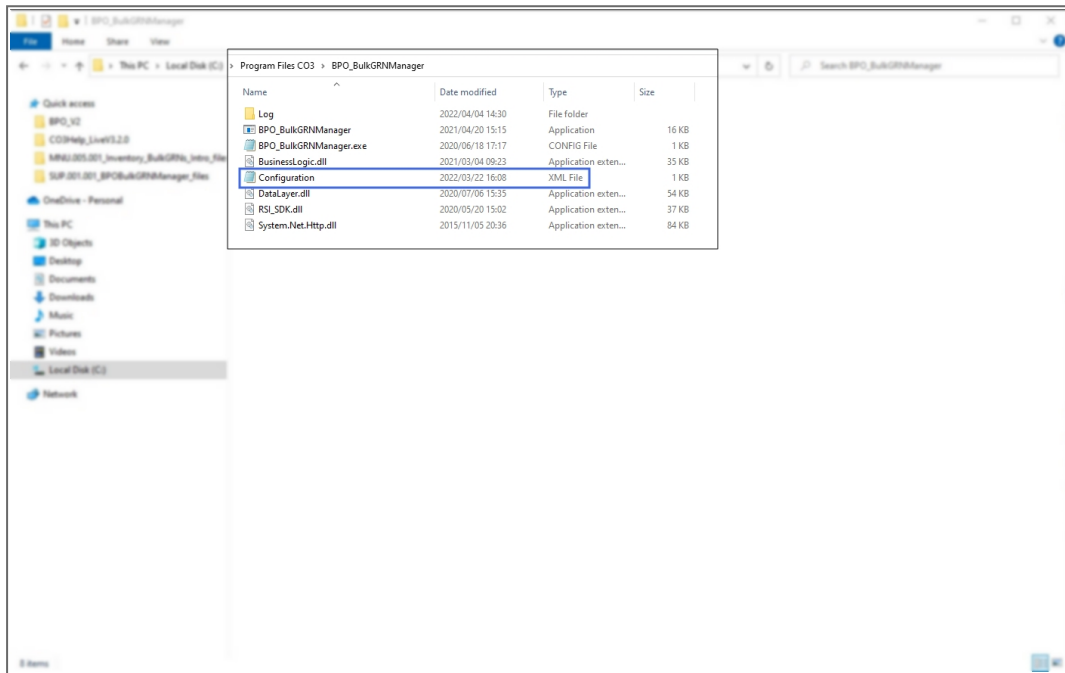 BPO_BulkGRNManager
File Home Share View
This PC > Local Disk (C:) > Program Files CO3 > BPO_BulkGRNManager
Search BPO_BulkGRNManager
Name Date modified Type Size
Quick access
BPO_V2
CO3Help_LiveV3.2.0
MNU.005.001_Inventory_BulkGRNs_Intro_file
SUP.001.001_BPOBulkGRNManager_files
OneDrive - Personal
This PC
3D Objects
Desktop
Documents
Downloads
Music
Pictures
Videos
Local Disk (C:)
Network
Log 2022/04/04 14:30 File folder
BPO_BulkGRNManager 2021/04/20 15:15 Application 16 KB
BPO_BulkGRNManager.exe 2020/06/18 17:17 CONFIG File 1 KB
BusinessLogic.dll 2021/03/04 09:23 Application exten... 35 KB
Configuration 2022/03/22 16:08 XML File 1 KB
DataLayer.dll 2020/07/06 15:35 Application exten... 54 KB
RSI_SDK.dll 2020/05/20 15:02 Application exten... 37 KB
System.Net.Http.dll 2015/11/05 20:36 Application exten... 84 KB
8 items